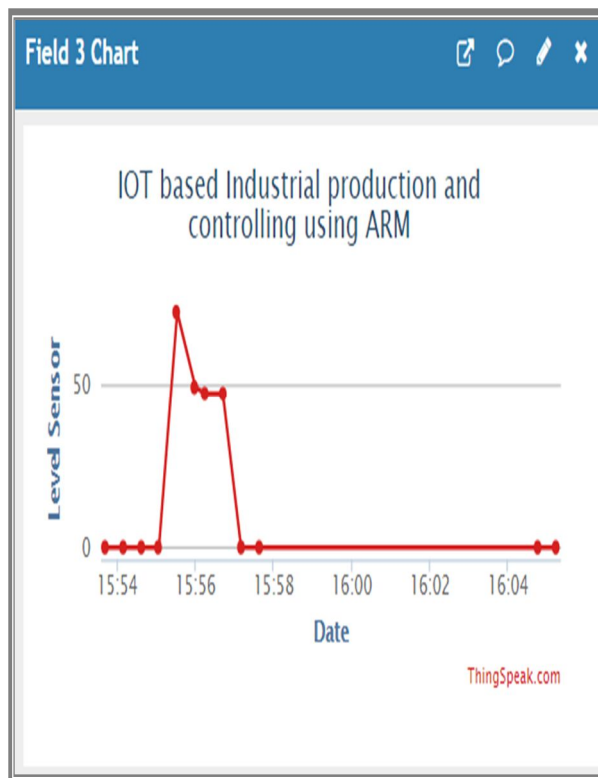 Field 3 Chart
IOT based Industrial production and
controlling using ARM
Level Sensor
50
0
15:54 15:56 15:58 16:00 16:02 16:04
Date
ThingSpeak.com